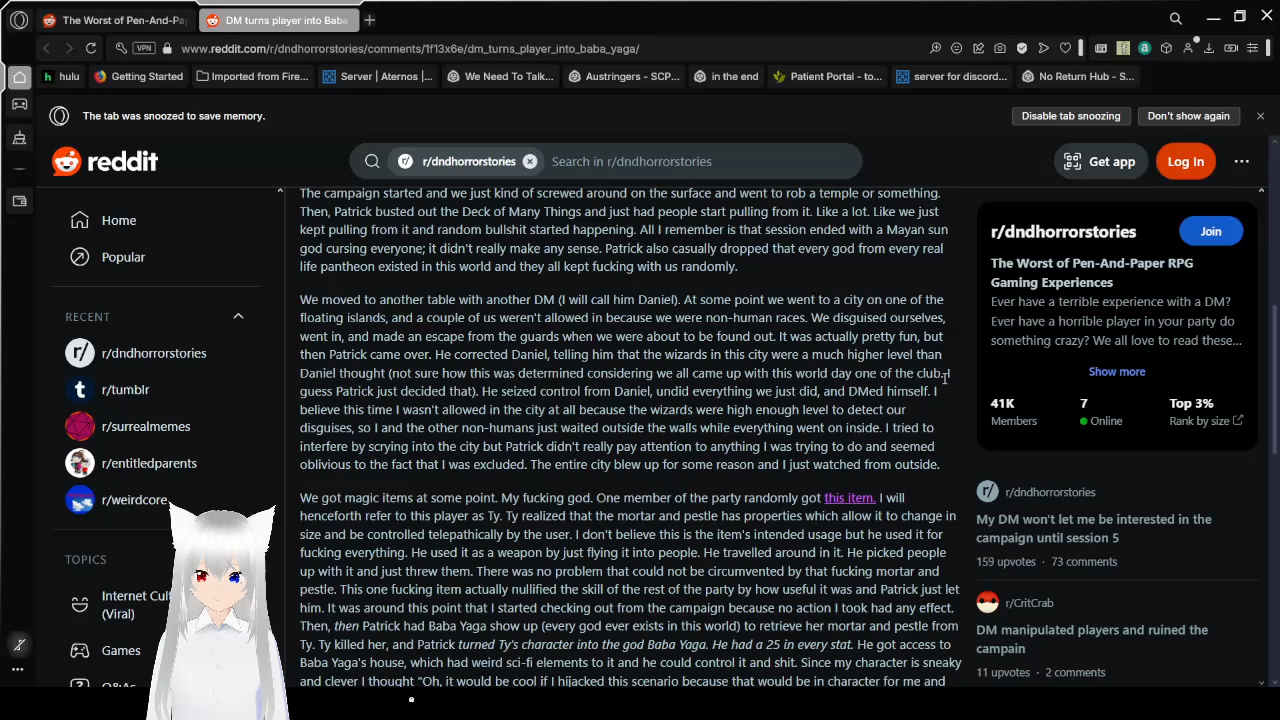 The Worst of Pen-And-Pa
DM turns player into Baba
VPN
www.reddit.com/r/dndhorrorstories/comments/1f13x6e/dm_turns_player_into_baba_yaga/
hulu
Getting Started
Imported from Fire...
Server | Aternos |...
We Need To Talk...
Austringers - SCP...
in the end
Patient Portal - to...
server for discord...
No Return Hub - S...
The tab was snoozed to save memory.
Disable tab snoozing
Don't show again
reddit
r/dndhorrorstories
Search in r/dndhorrorstories
Get app
Log In
Home
Popular
RECENT
r/dndhorrorstories
r/tumblr
r/surrealmemes
r/entitledparents
r/weirdcore
TOPICS
Internet Cul
(Viral)
Games
Q&As
The campaign started and we just kind of screwed around on the surface and went to rob a temple or something.
Then, Patrick busted out the Deck of Many Things and just had people start pulling from it. Like a lot. Like we just
kept pulling from it and random bullshit started happening. All I remember is that session ended with a Mayan sun
god cursing everyone; it didn't really make any sense. Patrick also casually dropped that every god from every real
life pantheon existed in this world and they all kept fucking with us randomly.
We moved to another table with another DM (I will call him Daniel). At some point we went to a city on one of the
floating islands, and a couple of us weren't allowed in because we were non-human races. We disguised ourselves,
went in, and made an escape from the guards when we were about to be found out. It was actually pretty fun, but
then Patrick came over. He corrected Daniel, telling him that the wizards in this city were a much higher level than
Daniel thought (not sure how this was determined considering we all came up with this world day one of the club, I
guess Patrick just decided that). He seized control from Daniel, undid everything we just did, and DMed himself. I
believe this time I wasn't allowed in the city at all because the wizards were high enough level to detect our
disguises, so I and the other non-humans just waited outside the walls while everything went on inside. I tried to
interfere by scrying into the city but Patrick didn't really pay attention to anything I was trying to do and seemed
oblivious to the fact that I was excluded. The entire city blew up for some reason and I just watched from outside.
We got magic items at some point. My fucking god. One member of the party randomly got this item. I will
henceforth refer to this player as Ty. Ty realized that the mortar and pestle has properties which allow it to change in
size and be controlled telepathically by the user. I don't believe this is the item's intended usage but he used it for
fucking everything. He used it as a weapon by just flying it into people. He travelled around in it. He picked people
up with it and just threw them. There was no problem that could not be circumvented by that fucking mortar and
pestle. This one fucking item actually nullified the skill of the rest of the party by how useful it was and Patrick just let
him. It was around this point that I started checking out from the campaign because no action I took had any effect.
Then, then Patrick had Baba Yaga show up (every god ever exists in this world) to retrieve her mortar and pestle from
Ty. Ty killed her, and Patrick turned Ty's character into the god Baba Yaga. He had a 25 in every stat. He got access to
Baba Yaga's house, which had weird sci-fi elements to it and he could control it and shit. Since my character is sneaky
and clever I thought "Oh, it would be cool if I hijacked this scenario because that would be in character for me and
r/dndhorrorstories
Join
The Worst of Pen-And-Paper RPG
Gaming Experiences
Ever have a terrible experience with a DM?
Ever have a horrible player in your party do
something crazy? We all love to read these...
Show more
41K
7
Top 3%
Members
Online
Rank by size
r/dndhorrorstories
My DM won't let me be interested in the
campaign until session 5
159 upvotes · 73 comments
r/CritCrab
DM manipulated players and ruined the
campain
11 upvotes · 2 comments